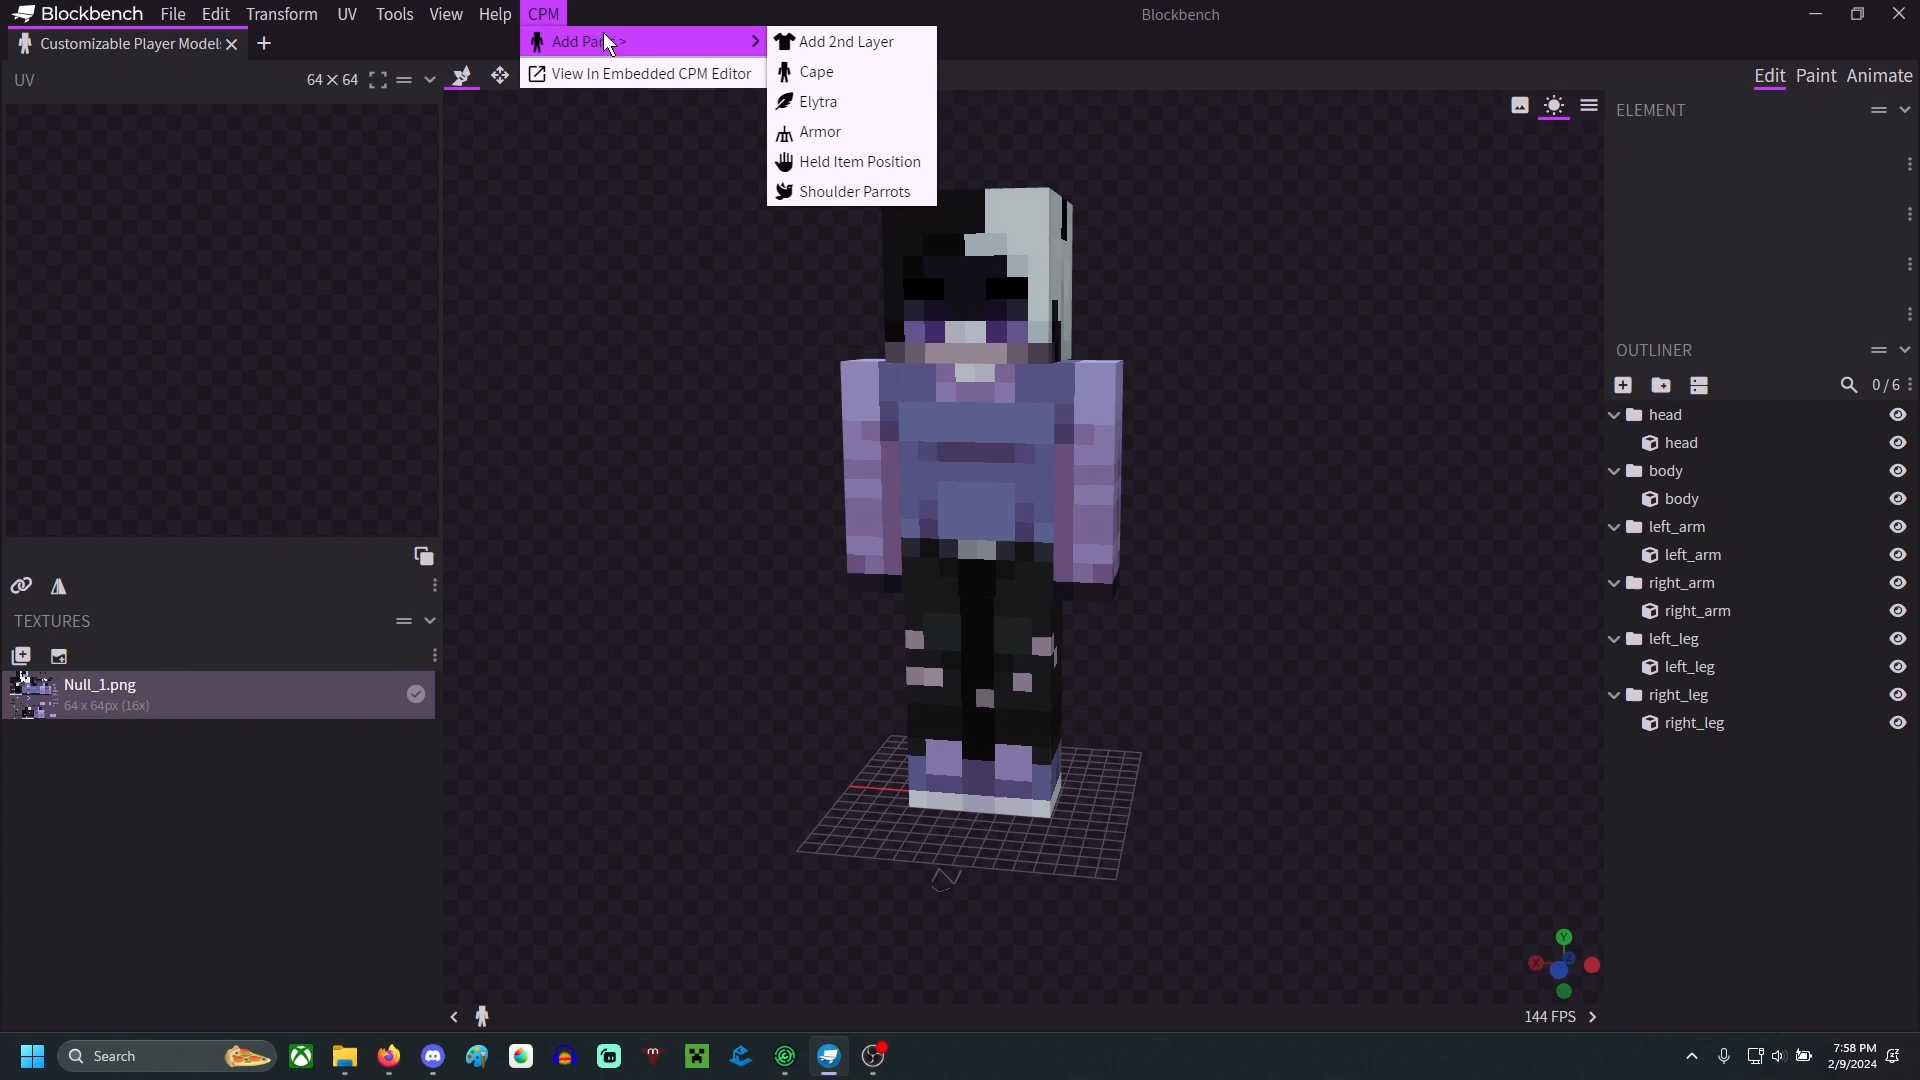 Blockbench File Edit Transform UV Tools View Help CPM
Blockbench
Customizable Player Model
Add Par >
View In Embedded CPM Editor
Add 2nd Layer
Cape
Elytra
Armor
Held Item Position
Shoulder Parrots
UV 64×64
Edit Paint Animate
ELEMENT
OUTLINER
0/6
head
head
body
body
left_arm
left_arm
right_arm
right_arm
left_leg
left_leg
right_leg
right_leg
TEXTURES
Null_1.png
64 x 64px (16x)
Y
X
Z
144 FPS
Search
m
7:58 PM
2/9/2024